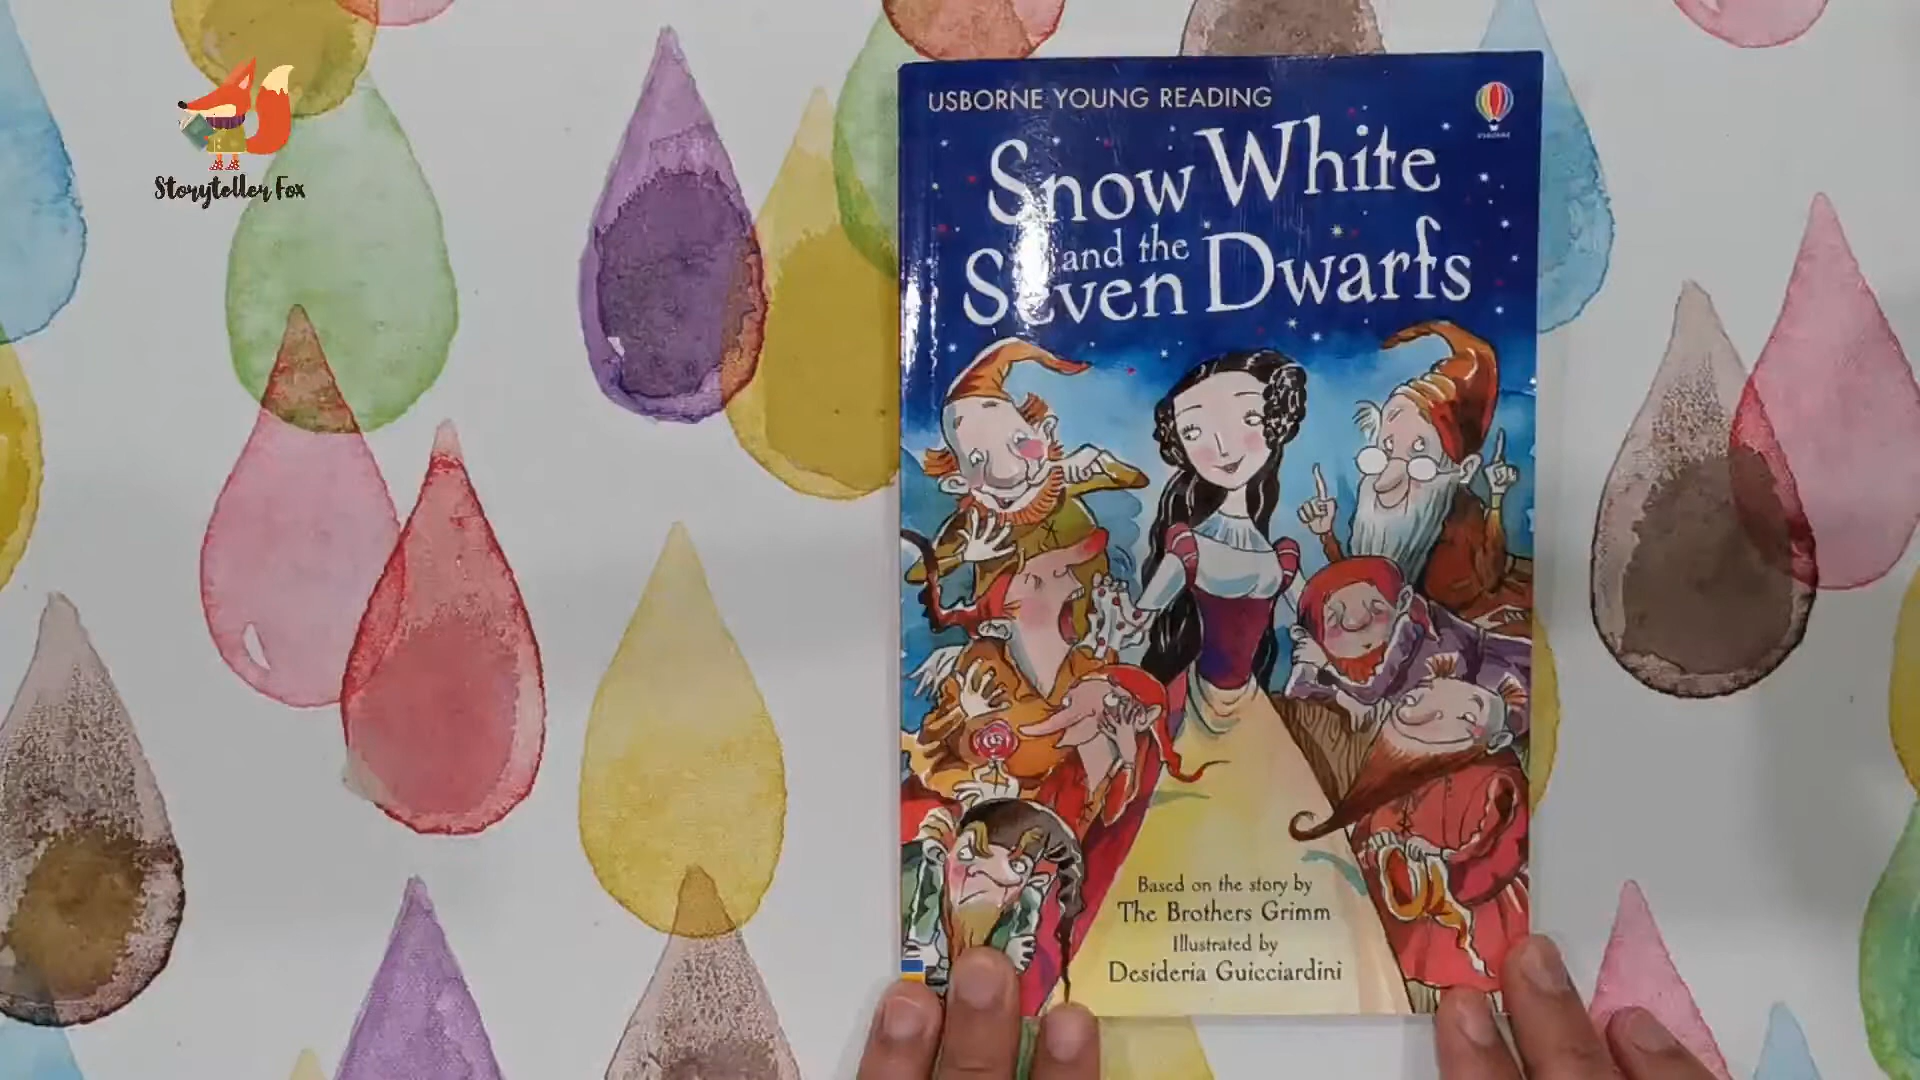 Storyteller Fox
USBORNE YOUNG READING
USBORNE
Snow White
and the
Seven Dwarfs
Based on the story by
The Brothers Grimm
Illustrated by
Desideria Guicciardini